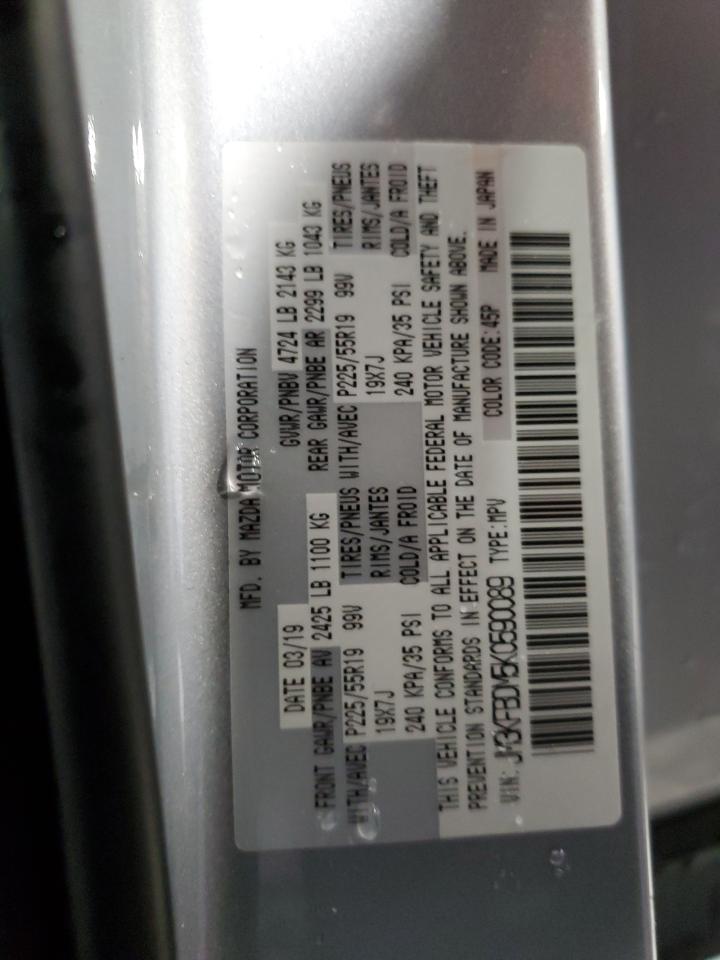 MFD. BY MAZDA MOTOR CORPORATION
DATE 03/19 GVWR/PNBV 4724 LB 2143 KG
FRONT GAWR/PNBE AV 2425 LB 1100 KG REAR GAWR/PNBE AR 2299 LB 1043 KG
WITH/AVEC P225/55R19 99V TIRES/PNEUS WITH/AVEC P225/55R19 99V TIRES/PNEUS
19X7J RIMS/JANTES 19X7J RIMS/JANTES
240 KPA/35 PSI COLD/A FROID 240 KPA/35 PSI COLD/A FROID
THIS VEHICLE CONFORMS TO ALL APPLICABLE FEDERAL MOTOR VEHICLE SAFETY AND THEFT
PREVENTION STANDARDS IN EFFECT ON THE DATE OF MANUFACTURE SHOWN ABOVE.
VIN: JM3KFBDM5K0590089 TYPE:MPV COLOR CODE:45P MADE IN JAPAN